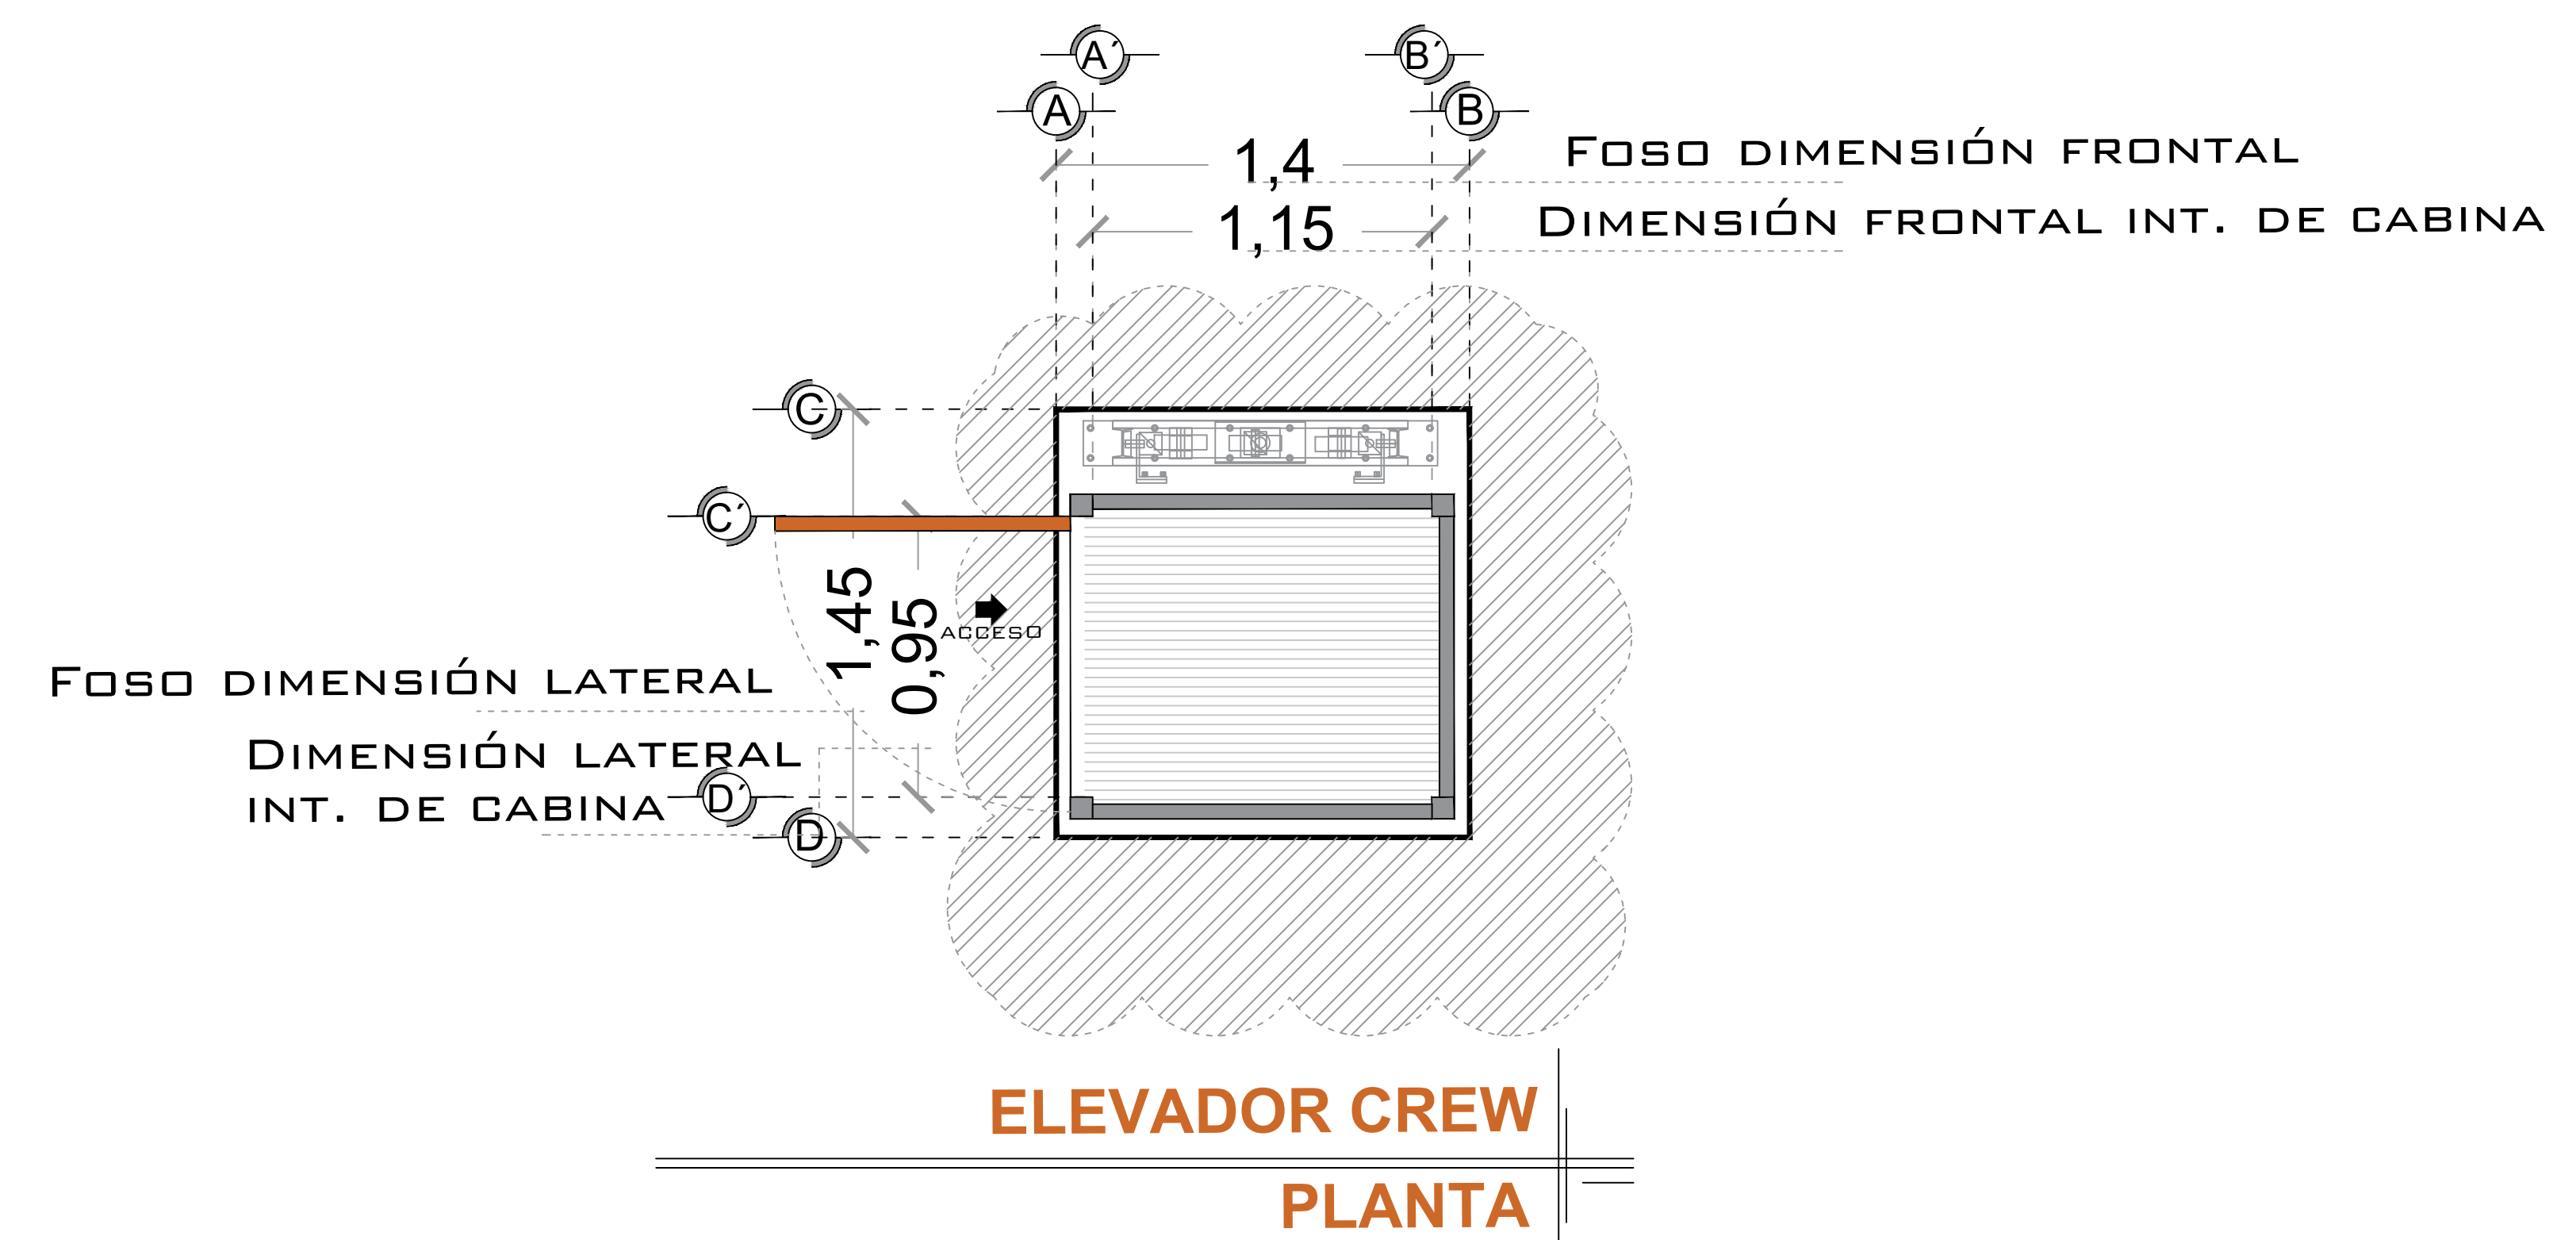 A´
B´
A
B
1,4
FOSO DIMENSIÓN FRONTAL
1,15
DIMENSIÓN FRONTAL INT. DE CABINA
C
C´
1,45
0,95
ACCESO
FOSO DIMENSIÓN LATERAL
DIMENSIÓN LATERAL
INT. DE CABINA
D´
D
ELEVADOR CREW
PLANTA